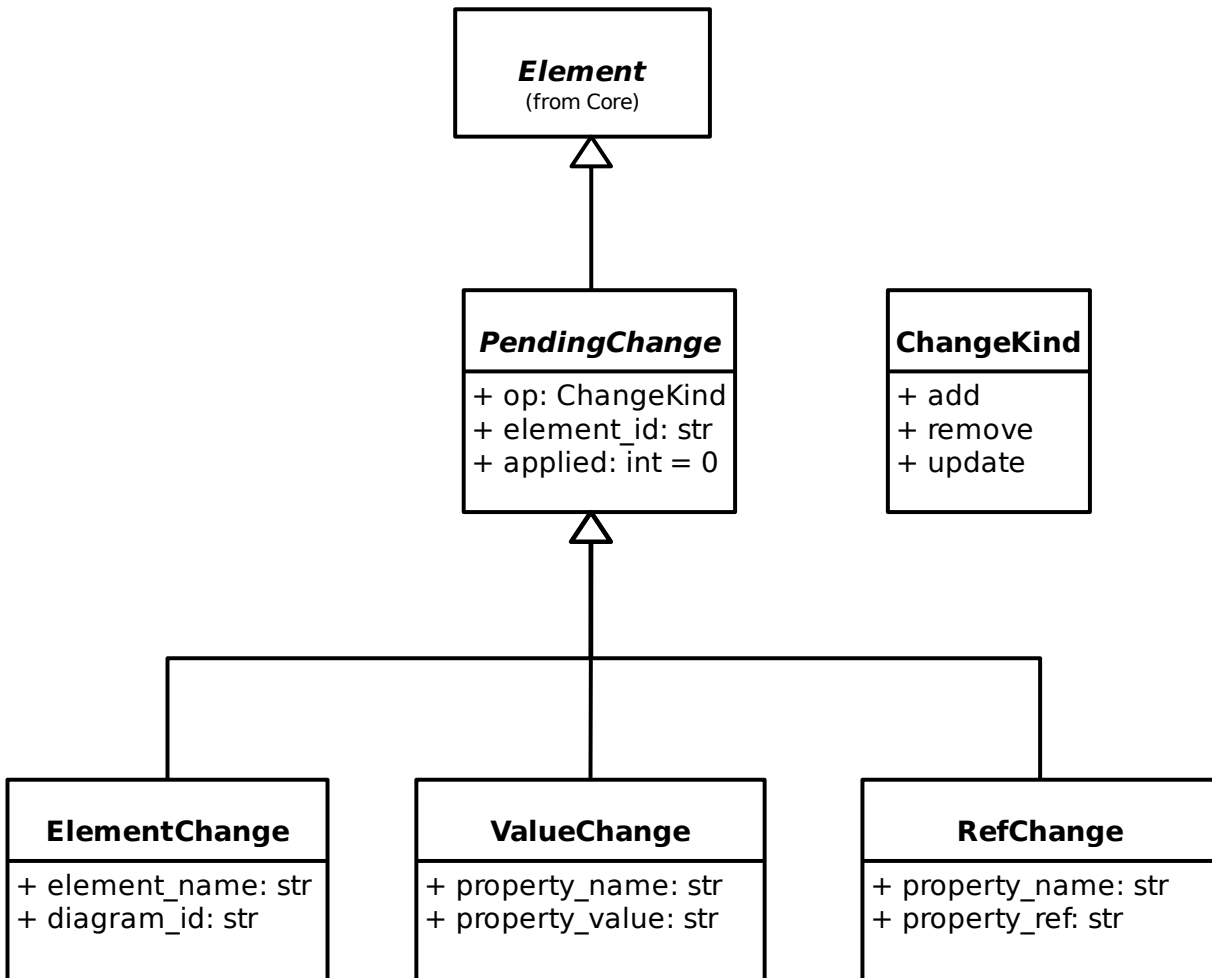 Element
(from Core)
PendingChange
+ op: ChangeKind
+ element_id: str
+ applied: int = 0
ChangeKind
+ add
+ remove
+ update
ElementChange
+ element_name: str
+ diagram_id: str
ValueChange
+ property_name: str
+ property_value: str
RefChange
+ property_name: str
+ property_ref: str